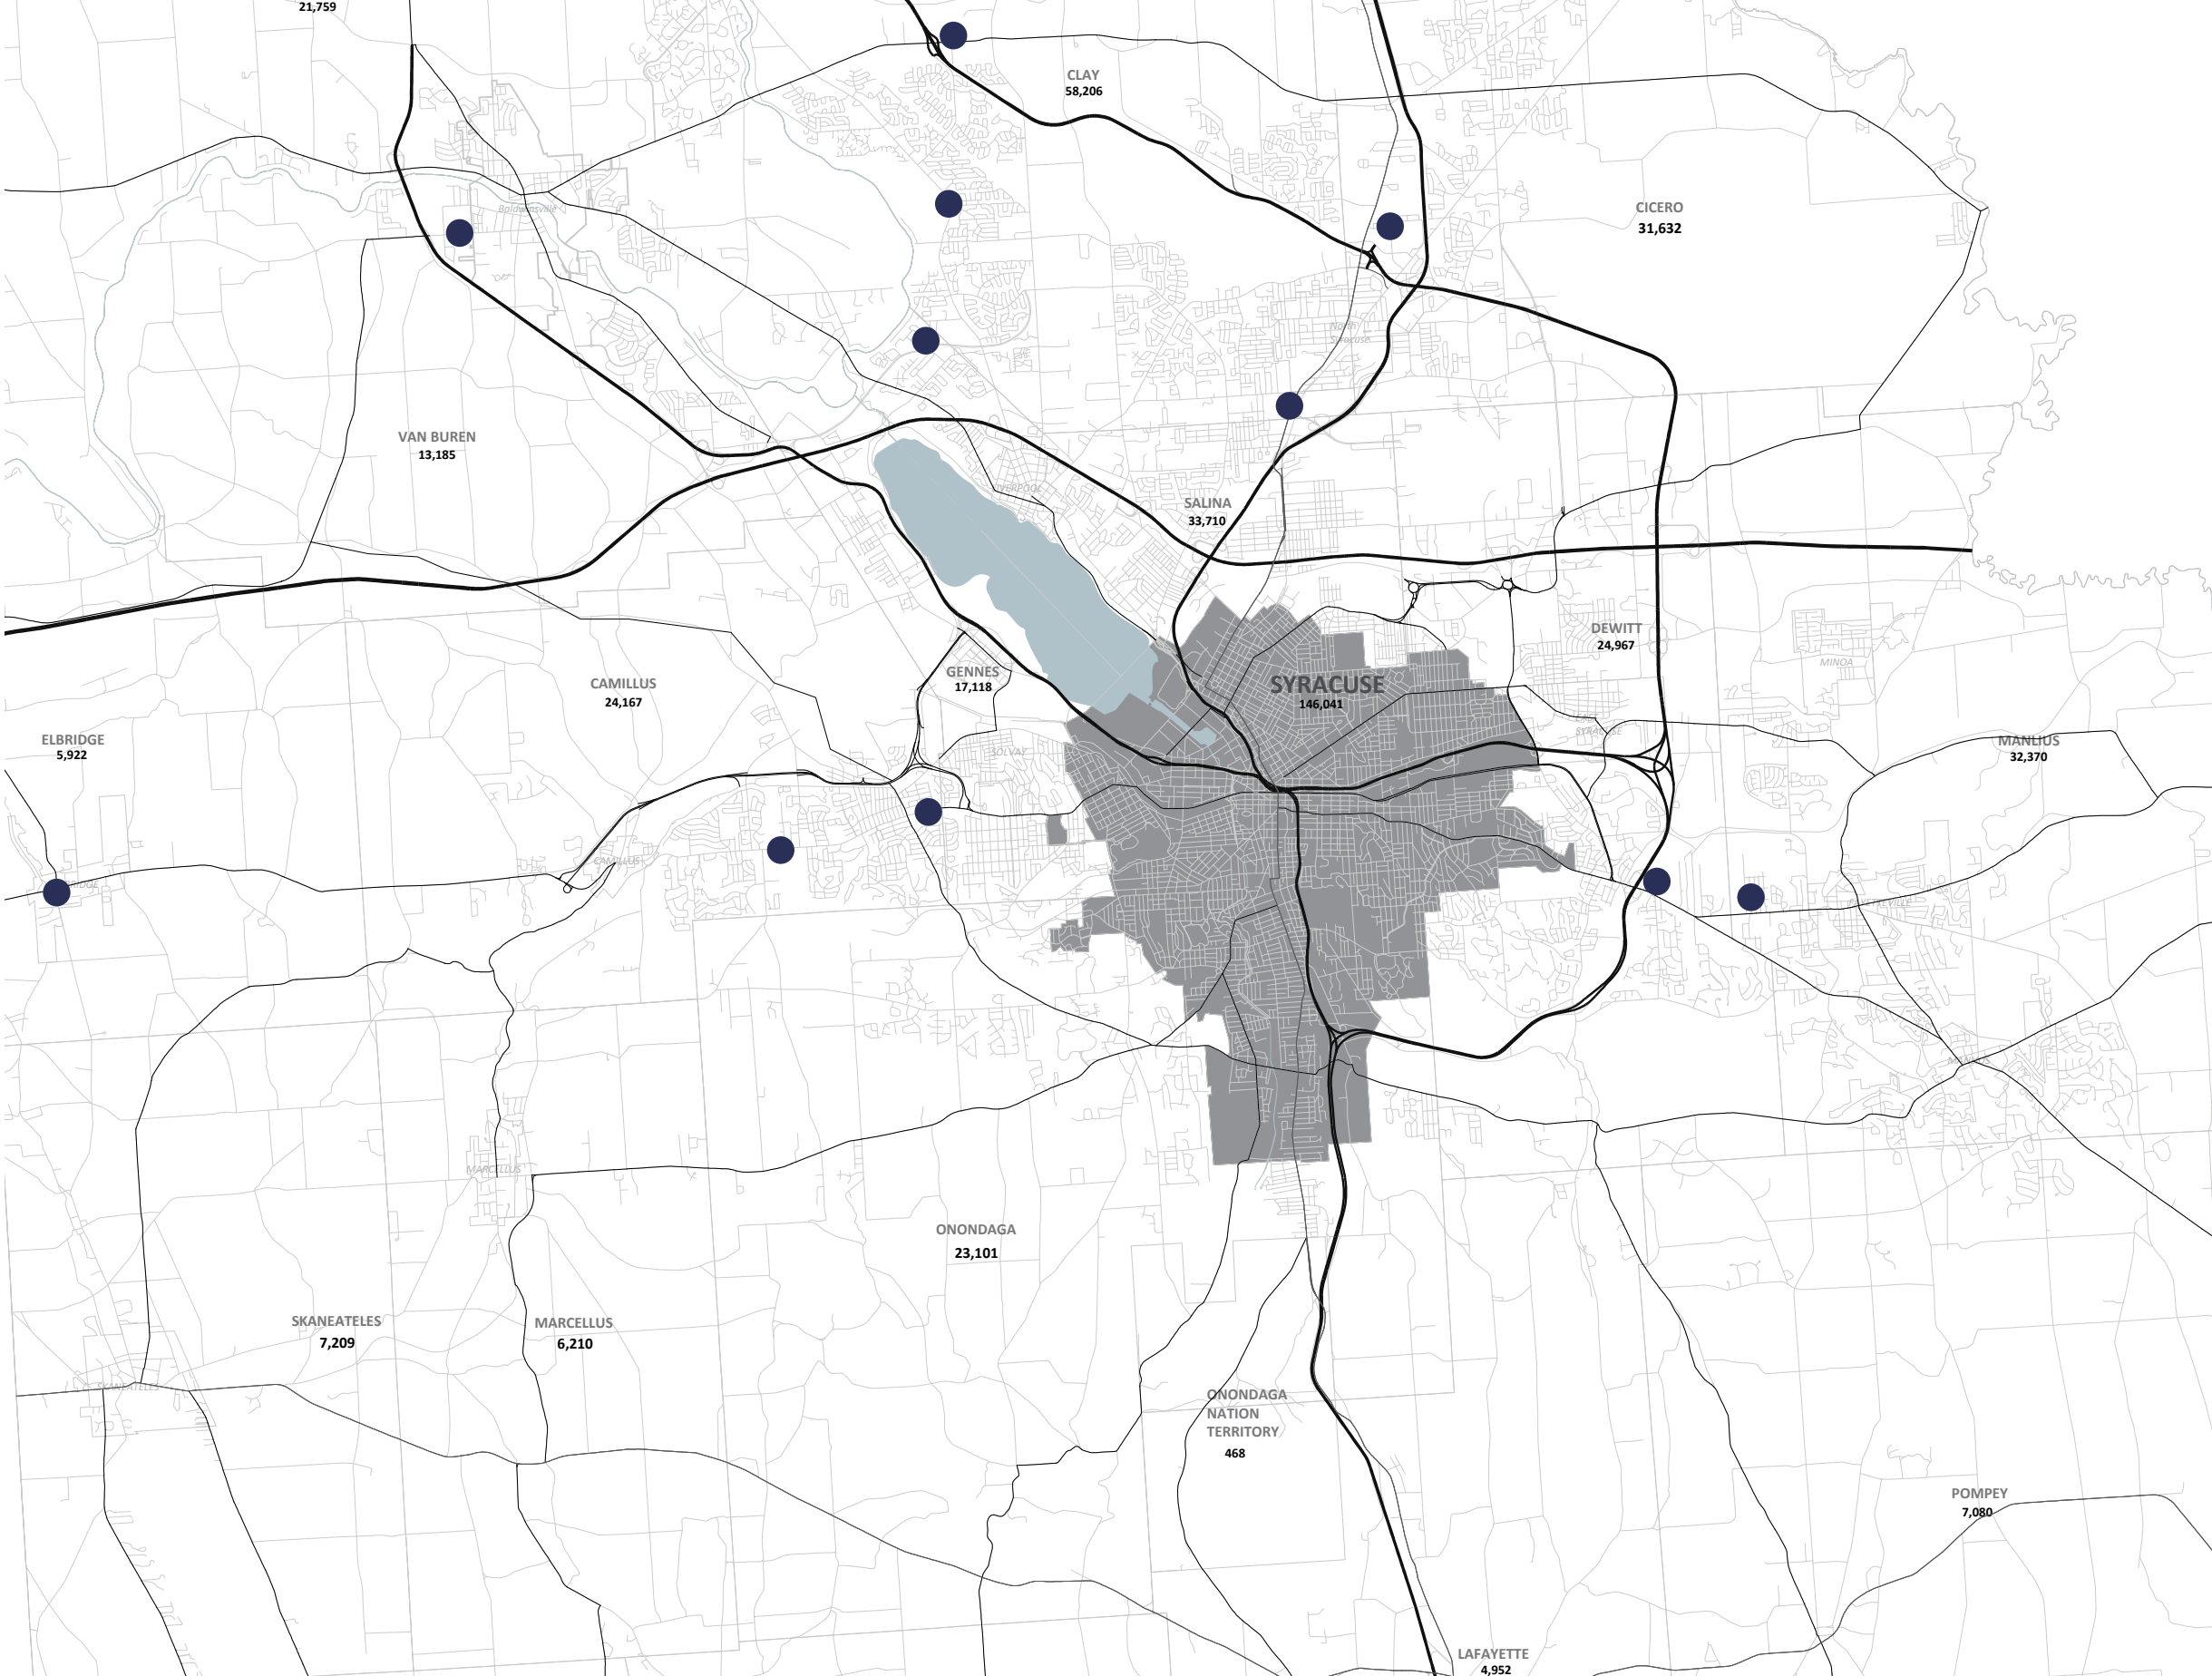 21,759
CLAY
58,206
Baldwinsville
CICERO
31,632
North
Syracuse
VAN BUREN
13,185
LIVERPOOL
SALINA
33,710
DEWITT
24,967
MINOA
GENNES
17,118
CAMILLUS
24,167
SYRACUSE
146,041
EAST
SYRACUSE
ELBRIDGE
5,922
SOLVAY
MANLIUS
32,370
CAMILLUS
RIDGE
FAYETTEVILLE
MANLIUS
MARCELLUS
ONONDAGA
23,101
SKANEATELES
7,209
MARCELLUS
6,210
SKANEATELES
ONONDAGA
NATION
TERRITORY
468
POMPEY
7,080
LAFAYETTE
4,952